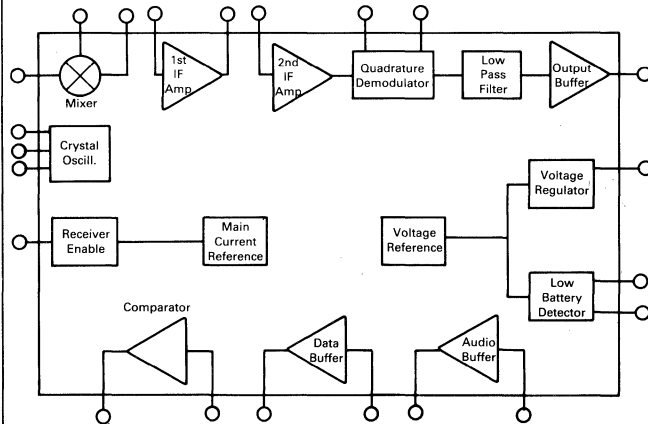 Mixer
1st
IF
Amp
2nd
IF
Amp
Quadrature
Demodulator
Low
Pass
Filter
Output
Buffer
Crystal
Oscill.
Voltage
Regulator
Receiver
Enable
Main
Current
Reference
Voltage
Reference
Low
Battery
Detector
Comparator
Data
Buffer
Audio
Buffer